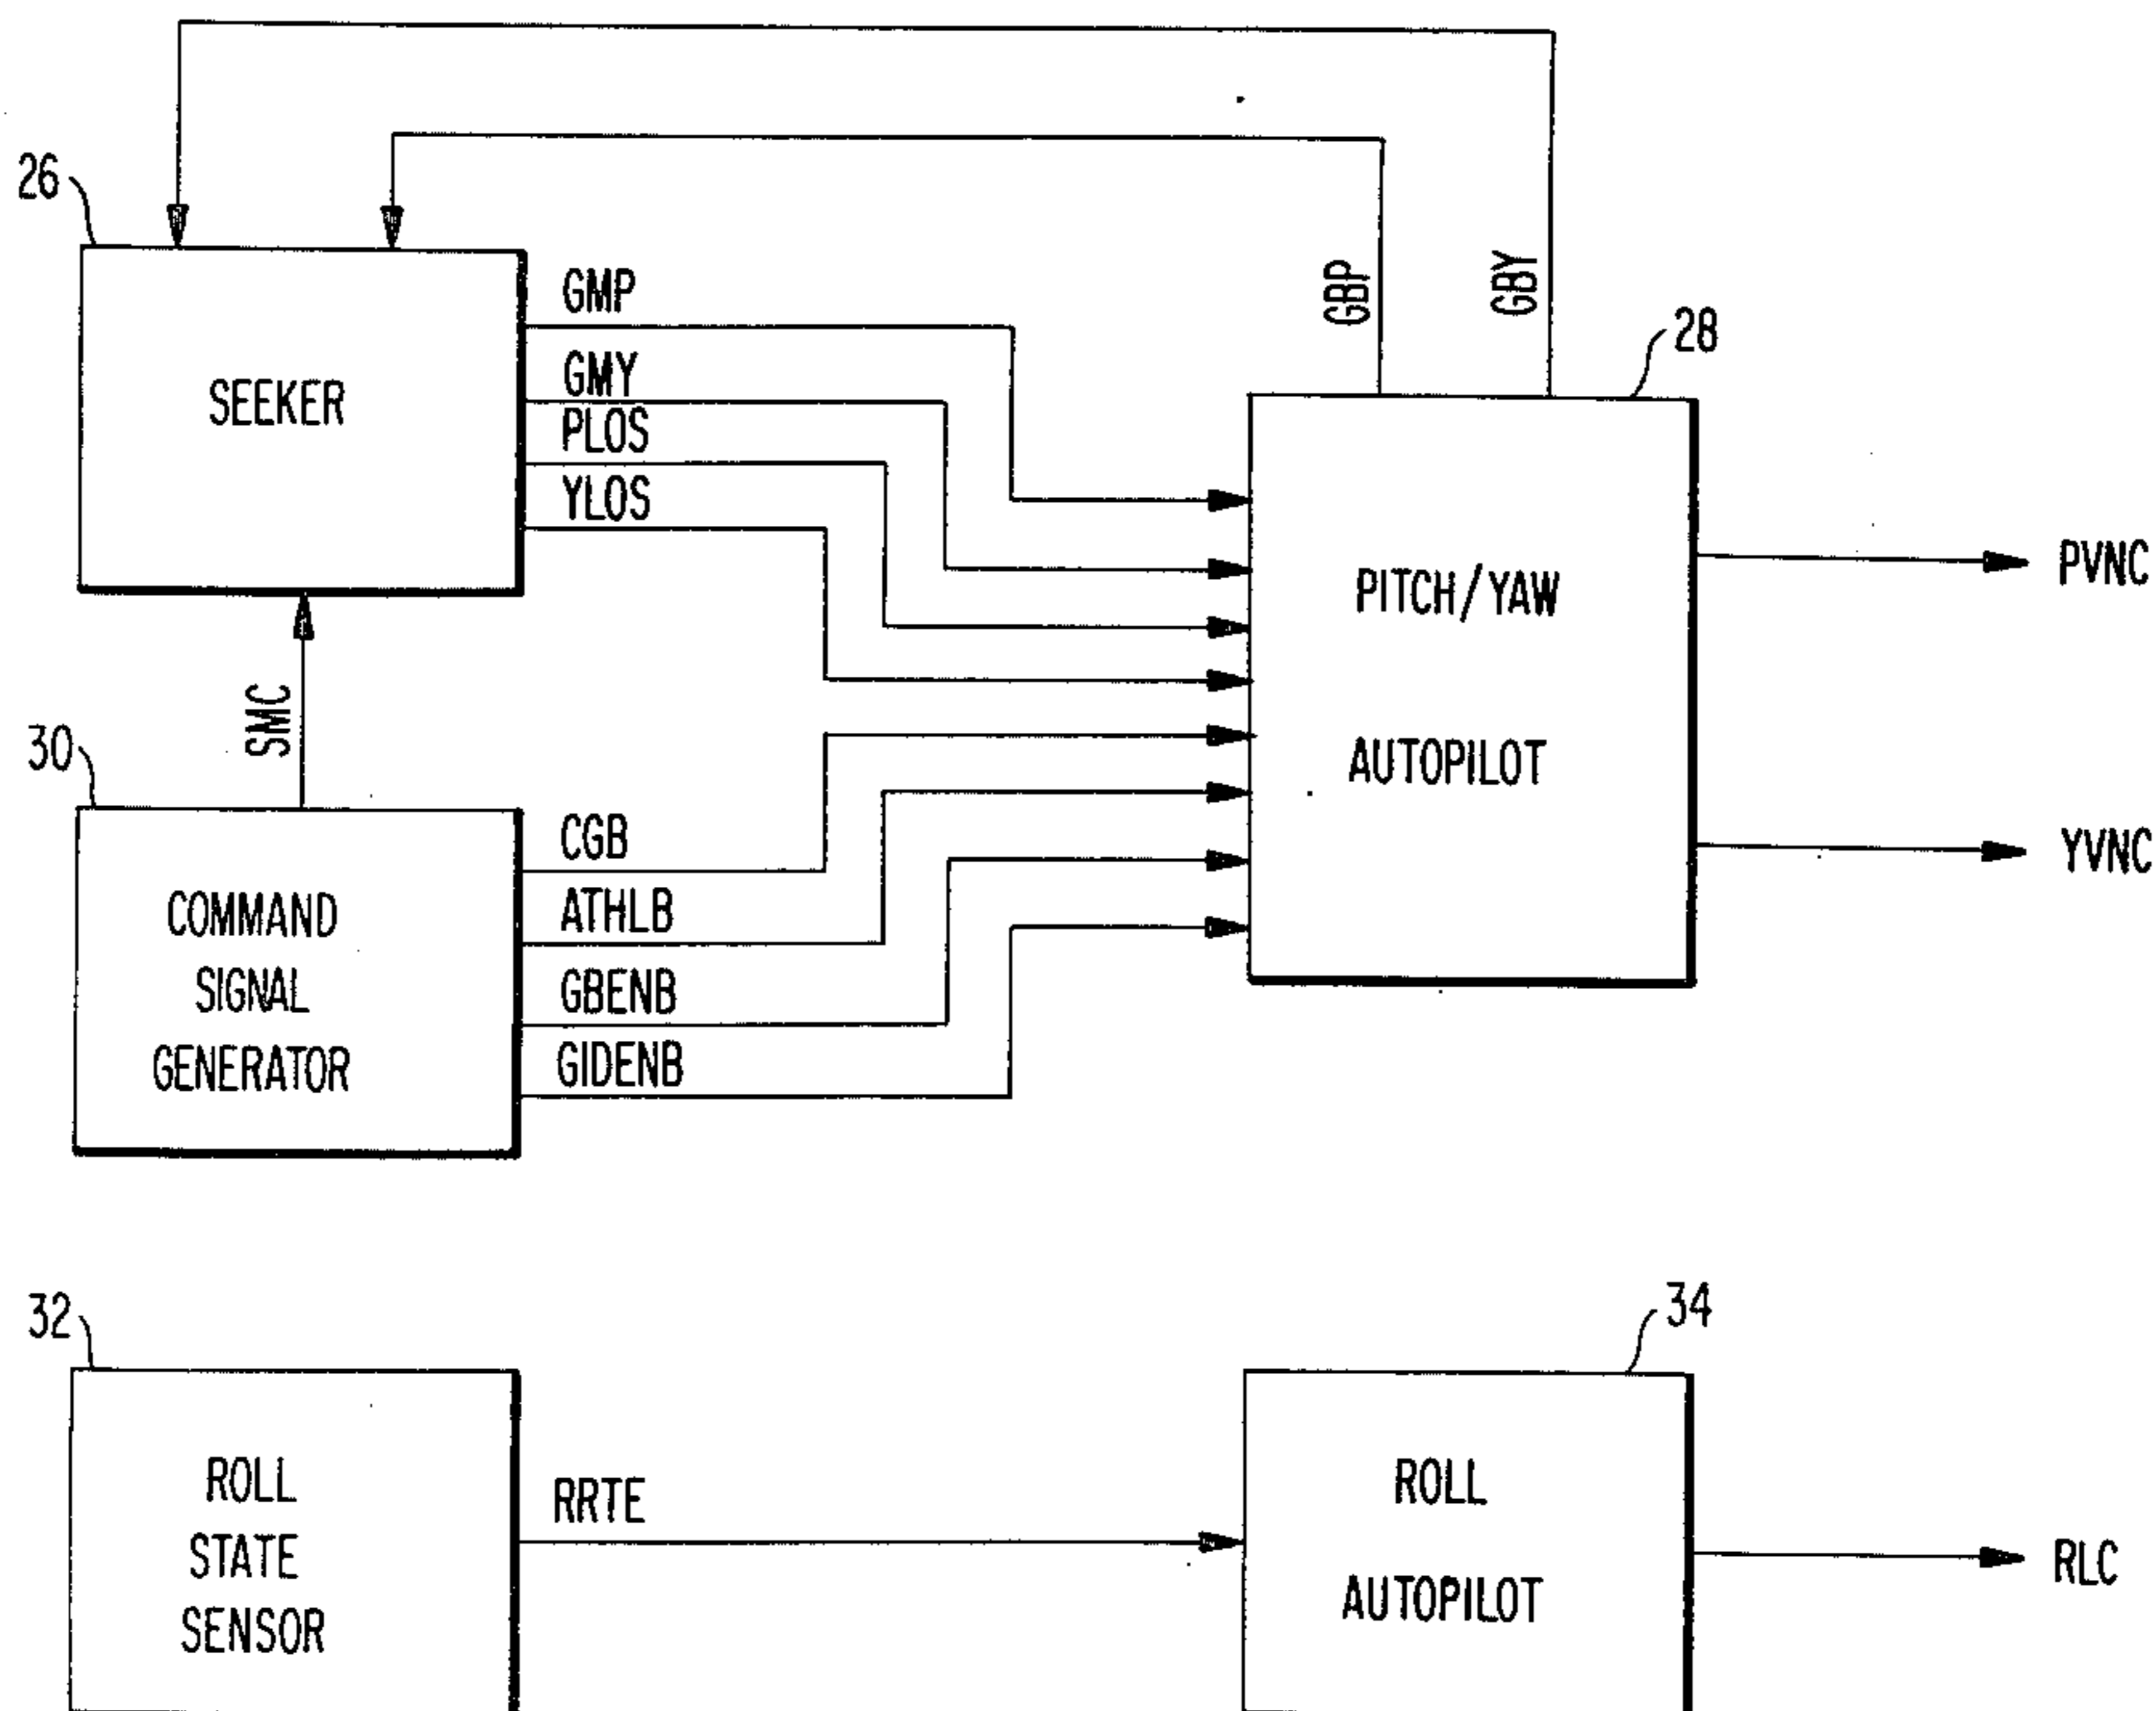 26
SEEKER
GMP
GMY
PLOS
YLOS
GBP
GBY
28
PITCH/YAW
AUTOPILOT
PVNC
YVNC
SMC
30
COMMAND
SIGNAL
GENERATOR
CGB
ATHLB
GBENB
GIDENB
32
ROLL
STATE
SENSOR
RRTE
34
ROLL
AUTOPILOT
RLC